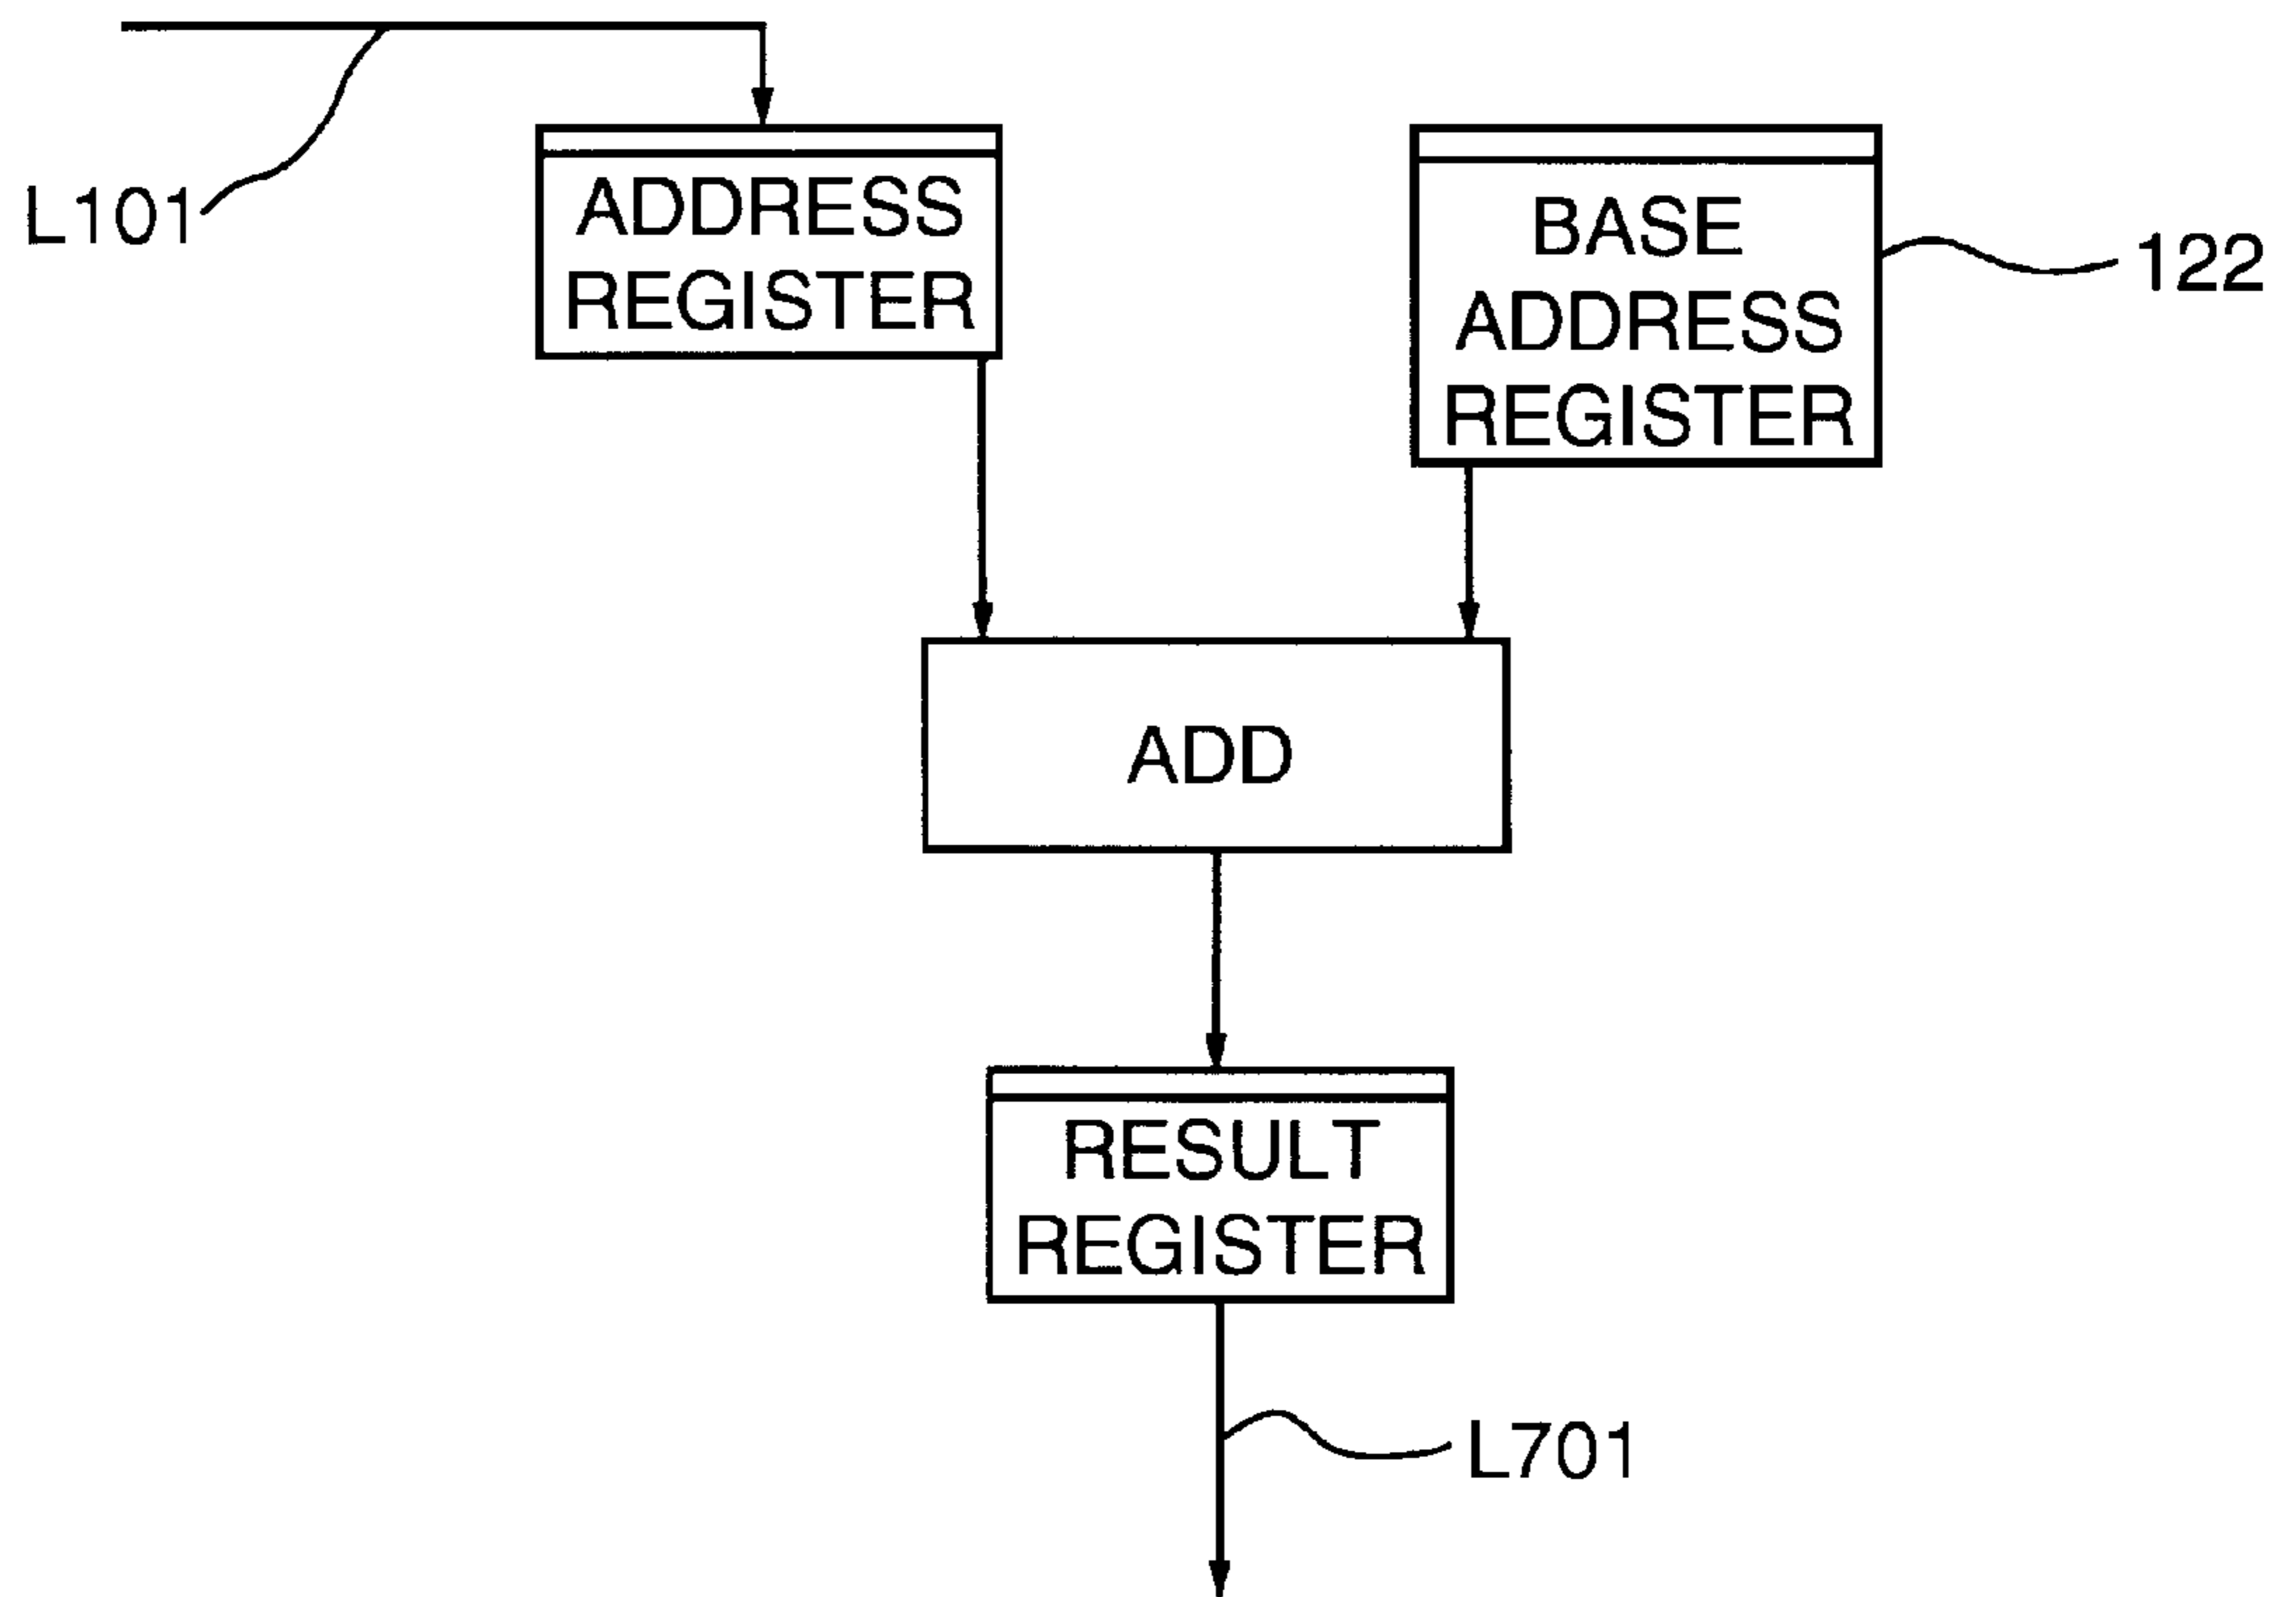 L101
ADDRESS
REGISTER
BASE
ADDRESS
REGISTER
122
ADD
RESULT
REGISTER
L701